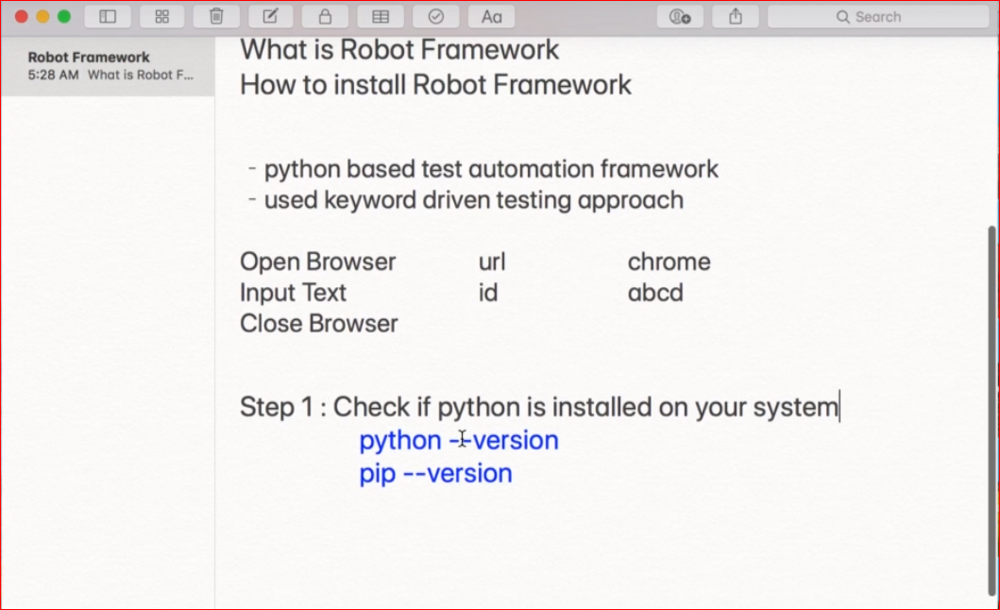 Aa
Search
Robot Framework
5:28 AM What is Robot F...
What is Robot Framework
How to install Robot Framework
- python based test automation framework
- used keyword driven testing approach
Open Browser url chrome
Input Text id abcd
Close Browser
Step 1 : Check if python is installed on your system
python --version
pip --version